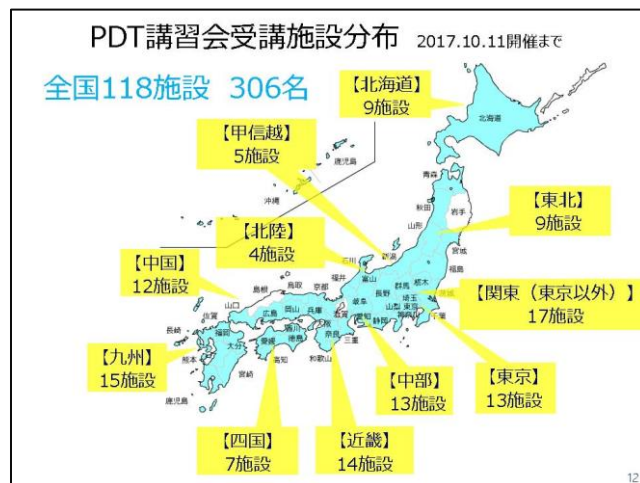 PDT講習会受講施設分布 2017.10.11開催まで
全国118施設 306名
【北海道】
9施設
北海道
【甲信越】
5施設
鹿児島
沖縄
青森
秋田
岩手
【東北】
9施設
山形
宮城
【北陸】
4施設
石川
新潟
福島
【中国】
12施設
富山
福井
群馬
栃木
長野
埼玉
茨城
【関東（東京以外）】
17施設
島根
鳥取
京都
岐阜
山梨
東京
山口
広島
岡山
兵庫
滋賀
愛知
静岡
神奈川
千葉
佐賀
福岡
長崎
大分
愛媛
香川
徳島
大阪
奈良
三重
高知
和歌山
【九州】
15施設
熊本
宮崎
鹿児島
【中部】
13施設
【東京】
13施設
【四国】
7施設
【近畿】
14施設
12